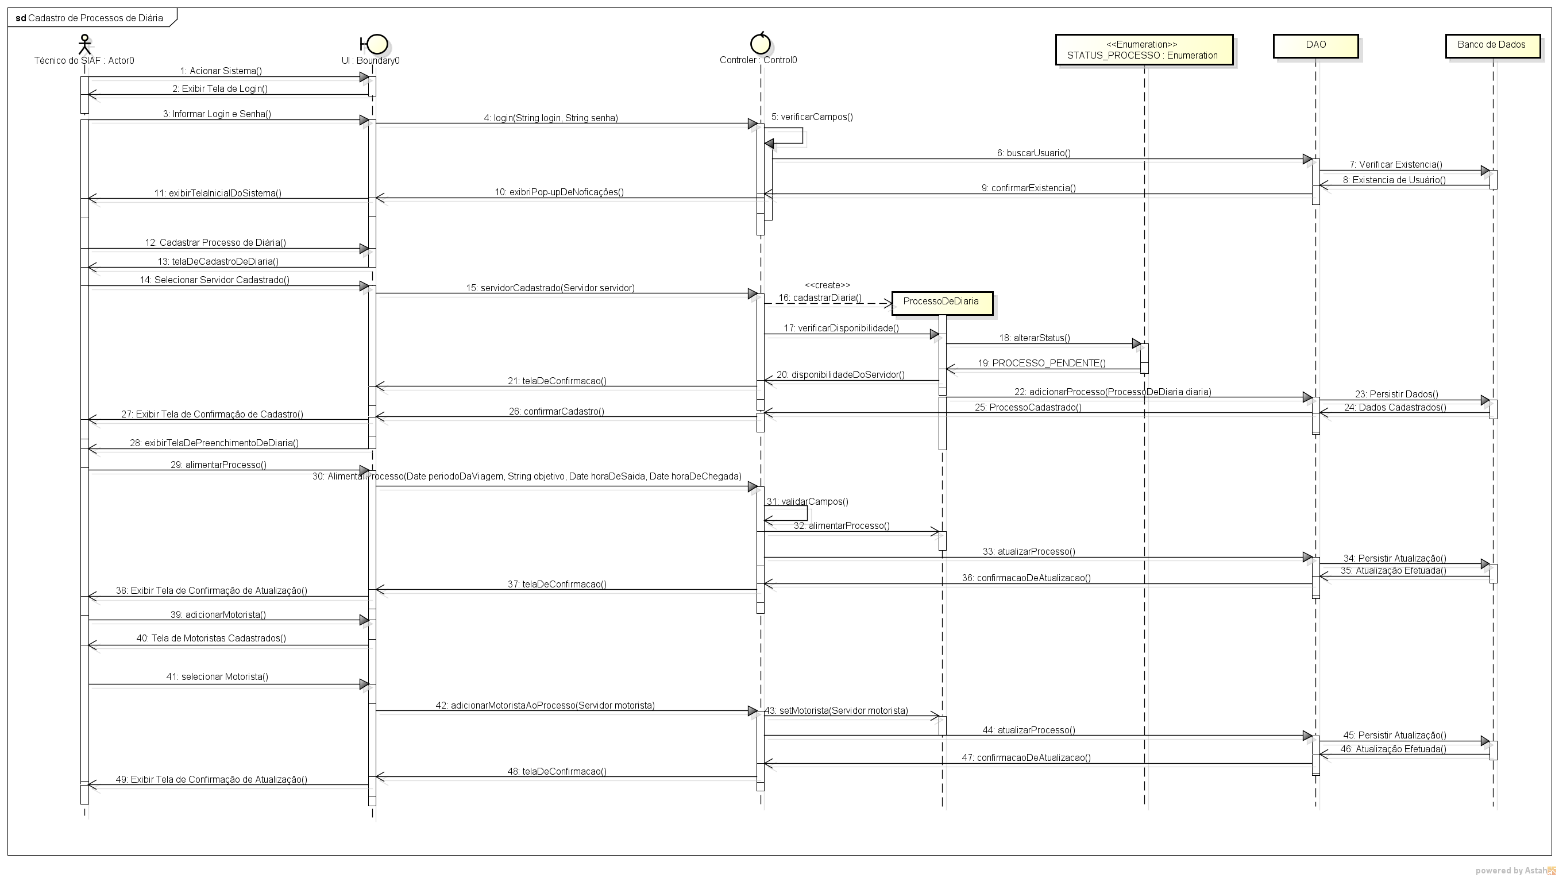 sd Cadastro de Processos de Diária
Técnico do SIAF : Actor0
UI : Boundary0
Controler : Control0
<<Enumeration>>
STATUS_PROCESSO : Enumeration
DAO
Banco de Dados
1: Acionar Sistema()
2: Exibir Tela de Login()
3: Informar Login e Senha()
4: login(String login, String senha)
5: verificarCampos()
6: buscarUsuario()
7: Verificar Existencia()
8: Existencia de Usuário()
9: confirmarExistencia()
10: exibriPop-upDeNoficações()
11: exibirTelaInicialDoSistema()
12: Cadastrar Processo de Diária()
13: telaDeCadastroDeDiaria()
14: Selecionar Servidor Cadastrado()
15: servidorCadastrado(Servidor servidor)
<<create>>
16: cadastrarDiaria()
ProcessoDeDiaria
17: verificarDisponibilidade()
18: alterarStatus()
19: PROCESSO_PENDENTE()
20: disponibilidadeDoServidor()
21: telaDeConfirmacao()
22: adicionarProcesso(ProcessoDeDiaria diaria)
23: Persistir Dados()
24: Dados Cadastrados()
25: ProcessoCadastrado()
26: confirmarCadastro()
27: Exibir Tela de Confirmação de Cadastro()
28: exibirTelaDePreenchimentoDeDiaria()
29: alimentarProcesso()
30: AlimentarProcesso(Date periodoDaViagem, String objetivo, Date horaDeSaida, Date horaDeChegada)
31: validarCampos()
32: alimentarProcesso()
33: atualizarProcesso()
34: Persistir Atualização()
35: Atualização Efetuada()
36: confirmacaoDeAtualizacao()
37: telaDeConfirmacao()
38: Exibir Tela de Confirmação de Atualização()
39: adicionarMotorista()
40: Tela de Motoristas Cadastrados()
41: selecionar Motorista()
42: adicionarMotoristaAoProcesso(Servidor motorista)
43: setMotorista(Servidor motorista)
44: atualizarProcesso()
45: Persistir Atualização()
46: Atualização Efetuada()
47: confirmacaoDeAtualizacao()
48: telaDeConfirmacao()
49: Exibir Tela de Confirmação de Atualização()
powered by Astah